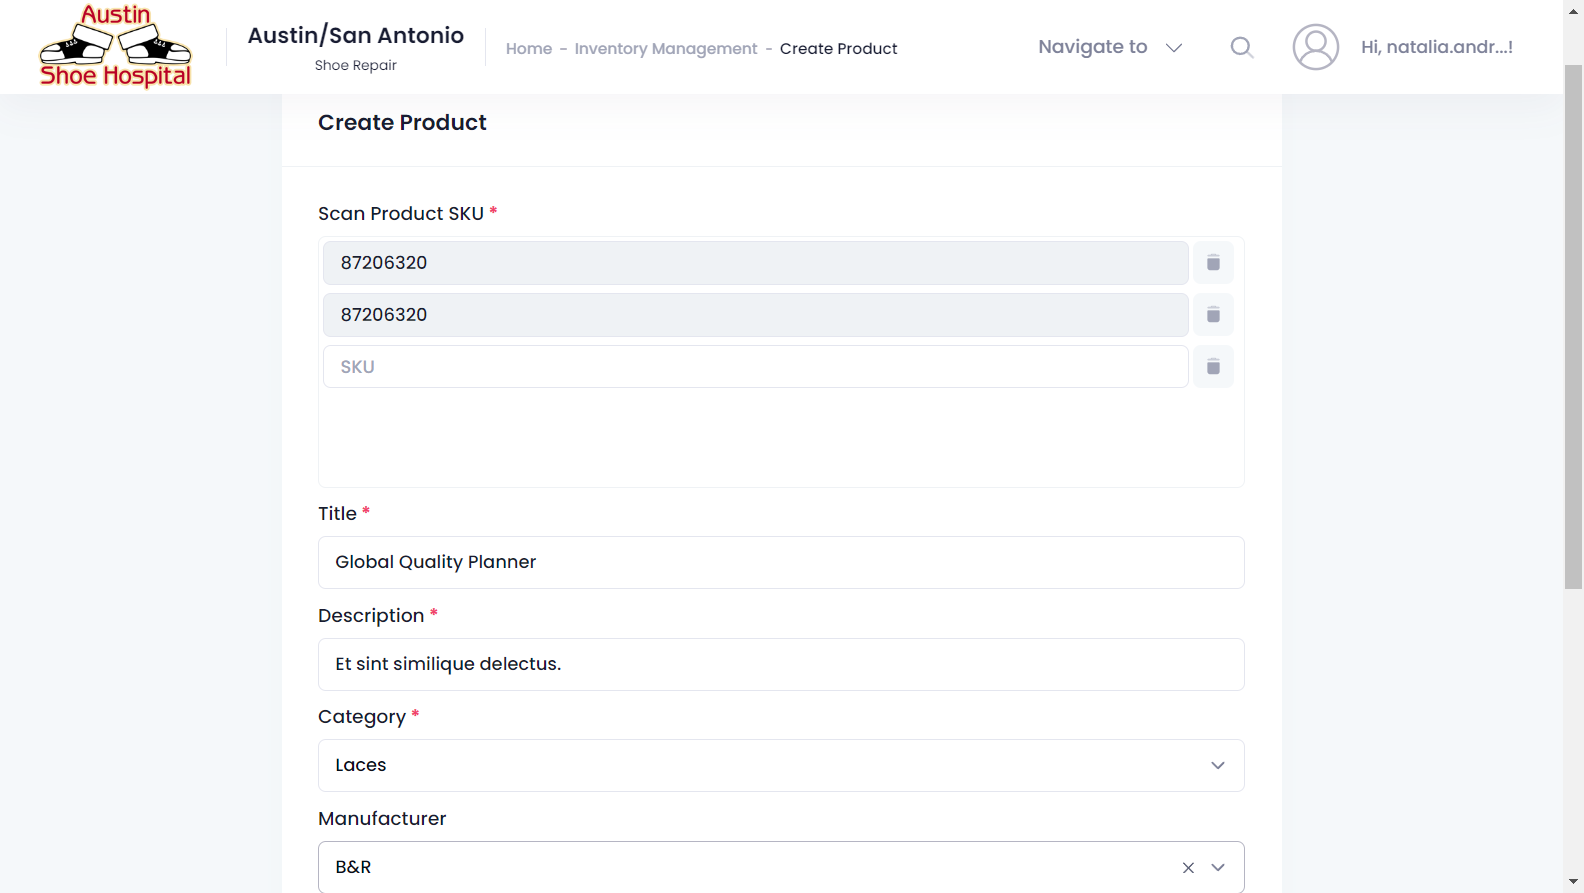 Austin
Shoe Hospital
Austin/San Antonio
Shoe Repair
Home - Inventory Management - Create Product
Navigate to
Hi, natalia.andr...!
Create Product
Scan Product SKU *
87206320
87206320
SKU
Title *
Global Quality Planner
Description *
Et sint similique delectus.
Category *
Laces
Manufacturer
B&R